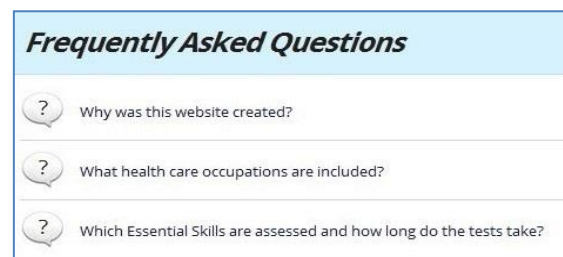 Frequently Asked Questions
? Why was this website created?
? What health care occupations are included?
? Which Essential Skills are assessed and how long do the tests take?